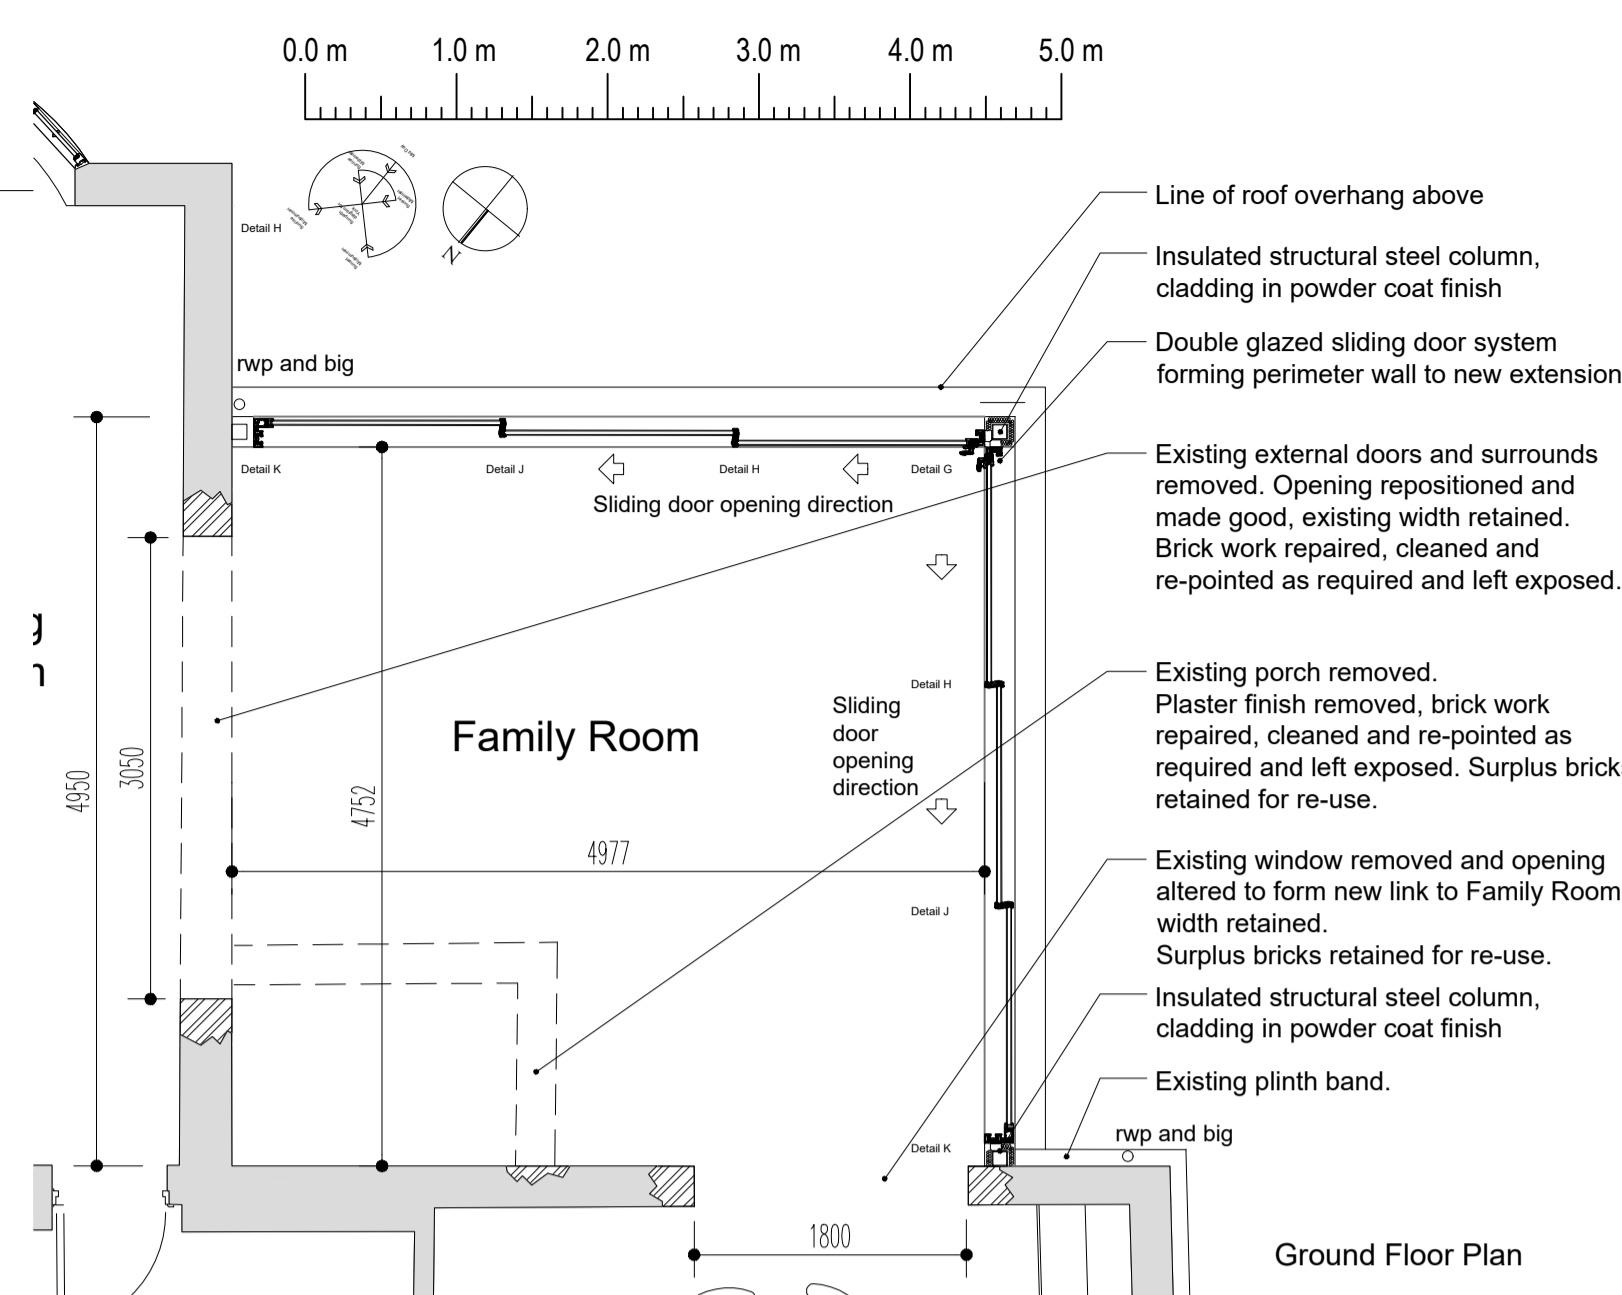 0.0 m 1.0 m 2.0 m 3.0 m 4.0 m 5.0 m
N
Detail H
rwp and big
Detail K
Detail J
Detail H
Detail G
Sliding door opening direction
Detail H
Sliding
door
opening
direction
Family Room
4950
3050
4752
4977
Detail J
Detail K
1800
Line of roof overhang above
Insulated structural steel column,
cladding in powder coat finish
Double glazed sliding door system
forming perimeter wall to new extension
Existing external doors and surrounds
removed. Opening repositioned and
made good, existing width retained.
Brick work repaired, cleaned and
re-pointed as required and left exposed.
Existing porch removed.
Plaster finish removed, brick work
repaired, cleaned and re-pointed as
required and left exposed. Surplus bricks
retained for re-use.
Existing window removed and opening
altered to form new link to Family Room
width retained.
Surplus bricks retained for re-use.
Insulated structural steel column,
cladding in powder coat finish
Existing plinth band.
rwp and big
Ground Floor Plan